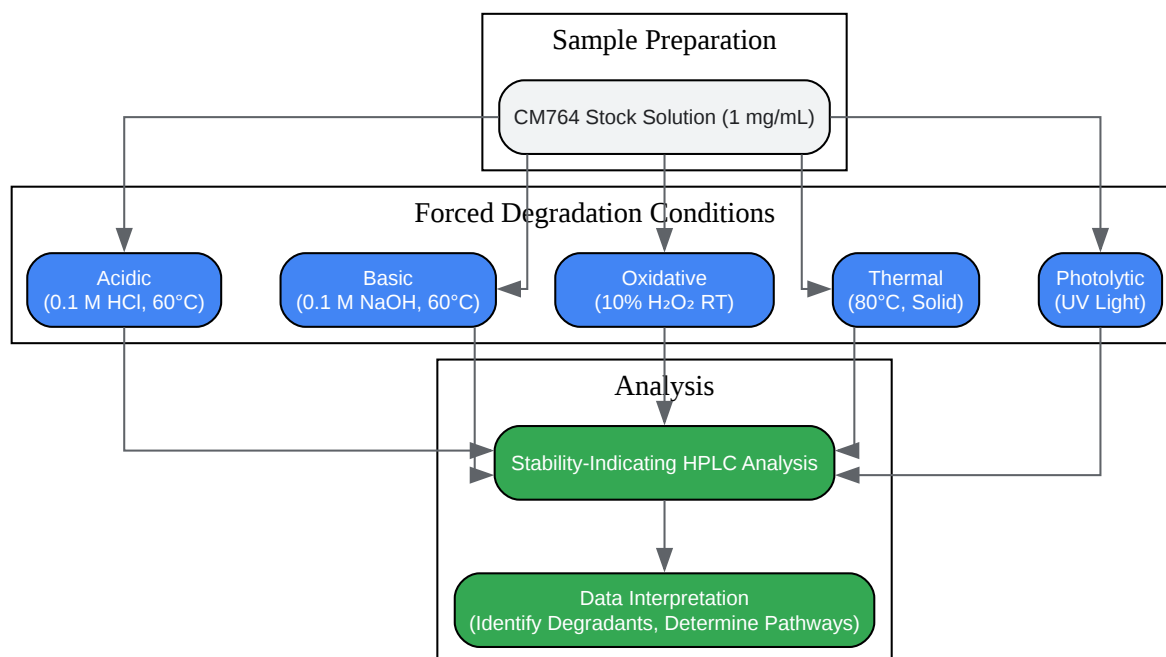 Sample Preparation
CM764 Stock Solution (1 mg/mL)
Forced Degradation Conditions
Acidic
(0.1 M HCl, 60°C)
Basic
(0.1 M NaOH, 60°C)
Oxidative
(10% H₂O₂ RT)
Thermal
(80°C, Solid)
Photolytic
(UV Light)
Analysis
Stability-Indicating HPLC Analysis
Data Interpretation
(Identify Degradants, Determine Pathways)